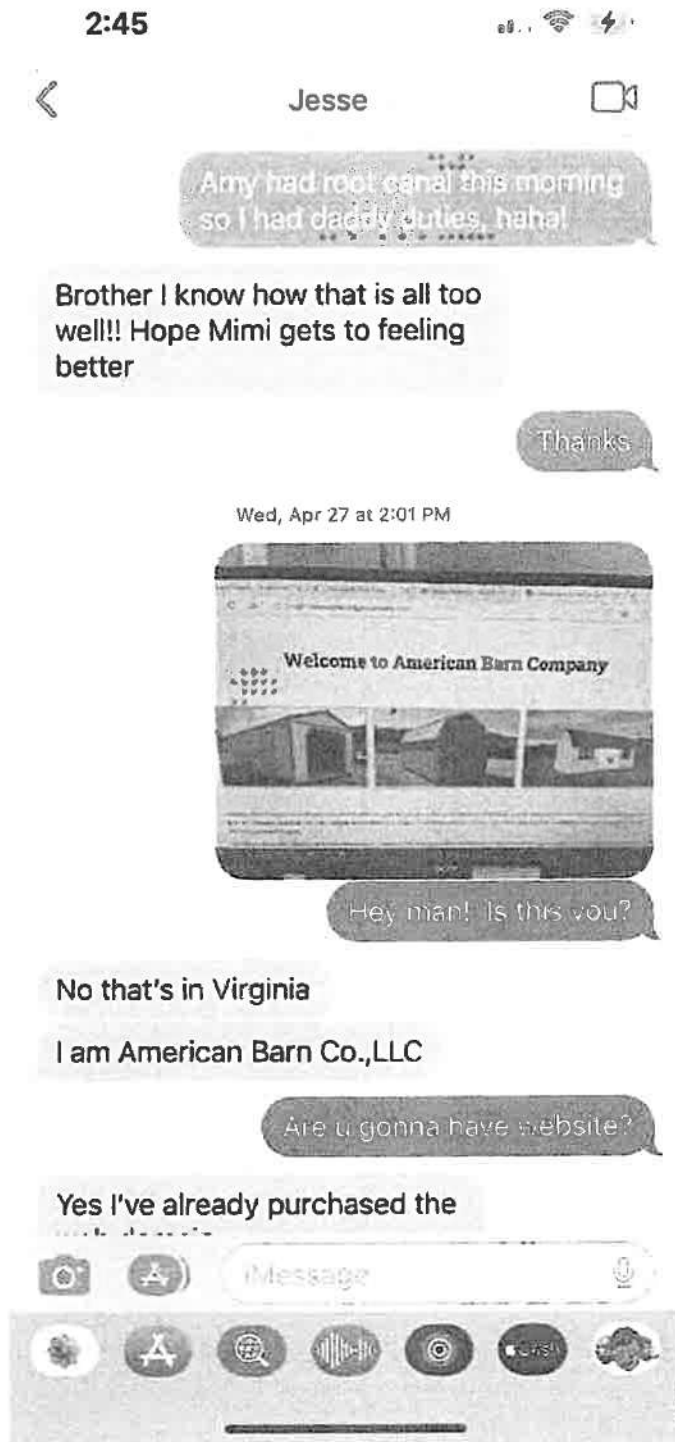 2:45
Jesse
Amy had root canal this morning
so I had daddy duties, haha!
Brother I know how that is all too
well!! Hope Mimi gets to feeling
better
Thanks
Wed, Apr 27 at 2:01 PM
Welcome to American Barn Company
Hey man! Is this you?
No that's in Virginia
I am American Barn Co.,LLC
Are u gonna have website?
Yes I've already purchased the
iMessage